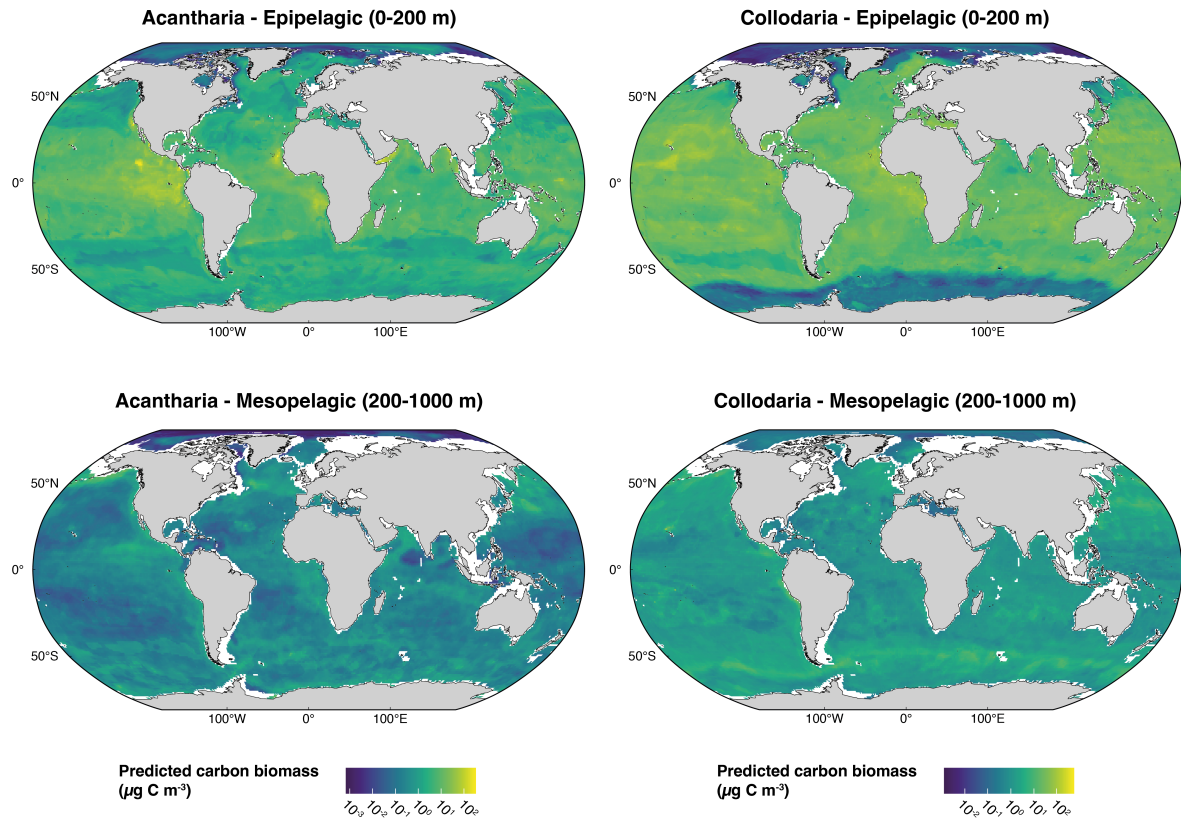 Acantharia - Epipelagic (0-200 m)
Collodaria - Epipelagic (0-200 m)
50°N
0°
50°S
100°W 0° 100°E
50°N
0°
50°S
100°W 0° 100°E
Acantharia - Mesopelagic (200-1000 m)
Collodaria - Mesopelagic (200-1000 m)
50°N
0°
50°S
100°W 0° 100°E
50°N
0°
50°S
100°W 0° 100°E
Predicted carbon biomass
(µg C m⁻³)
10⁻³ 10⁻² 10⁻¹ 10⁰ 10¹ 10²
Predicted carbon biomass
(µg C m⁻³)
10⁻² 10⁻¹ 10⁰ 10¹ 10²